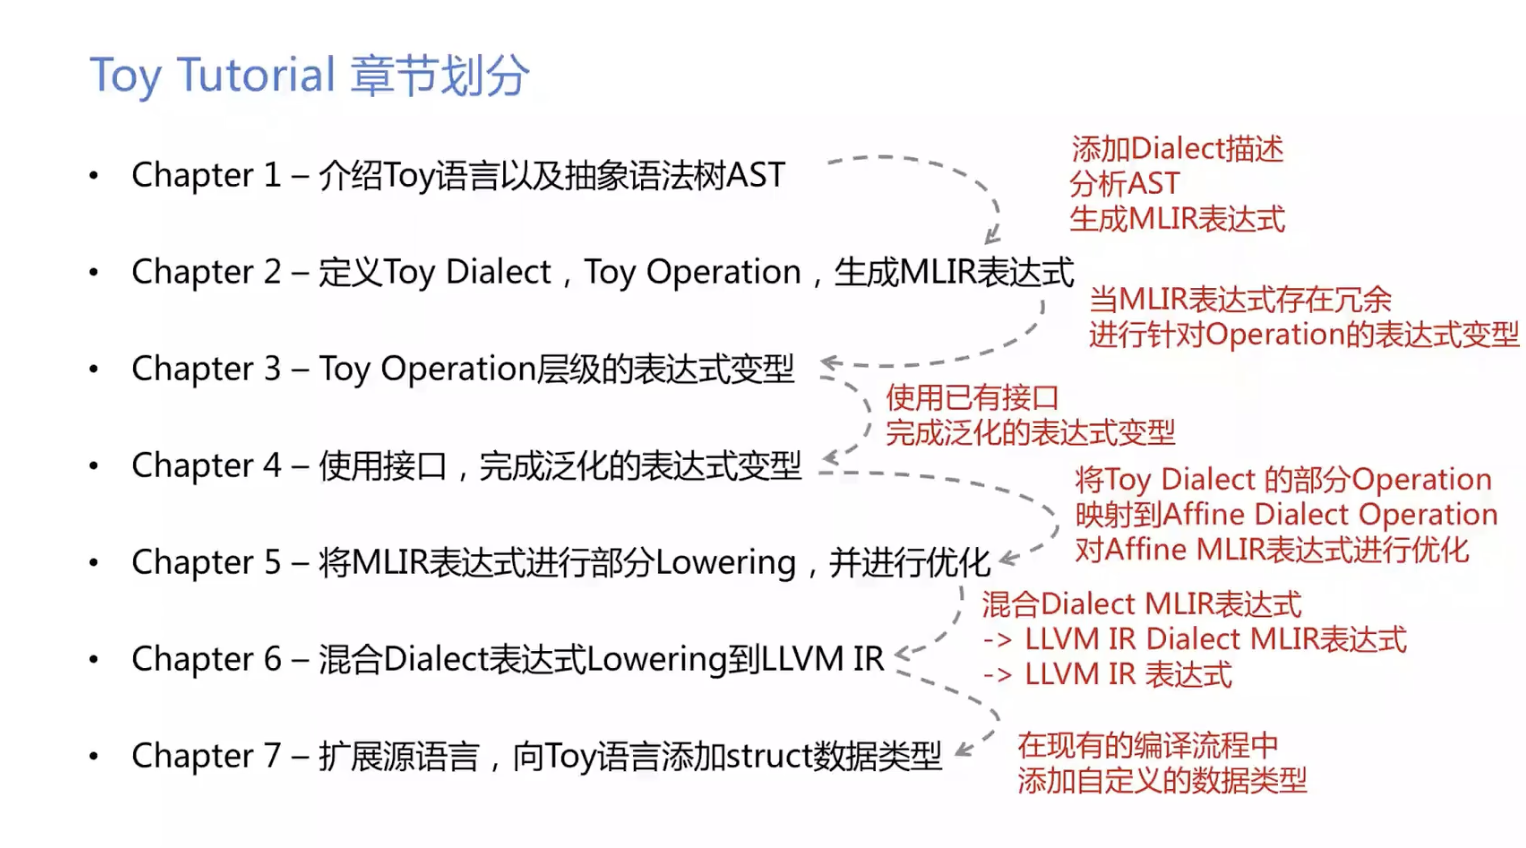 Toy Tutorial 章节划分
• Chapter 1 – 介绍Toy语言以及抽象语法树AST
添加Dialect描述
分析AST
生成MLIR表达式
• Chapter 2 – 定义Toy Dialect，Toy Operation，生成MLIR表达式
当MLIR表达式存在冗余
进行针对Operation的表达式变型
• Chapter 3 – Toy Operation层级的表达式变型
使用已有接口
完成泛化的表达式变型
• Chapter 4 – 使用接口，完成泛化的表达式变型
将Toy Dialect 的部分Operation
映射到Affine Dialect Operation
对Affine MLIR表达式进行优化
• Chapter 5 – 将MLIR表达式进行部分Lowering，并进行优化
混合Dialect MLIR表达式
-> LLVM IR Dialect MLIR表达式
-> LLVM IR 表达式
• Chapter 6 – 混合Dialect表达式Lowering到LLVM IR
• Chapter 7 – 扩展源语言，向Toy语言添加struct数据类型
在现有的编译流程中
添加自定义的数据类型